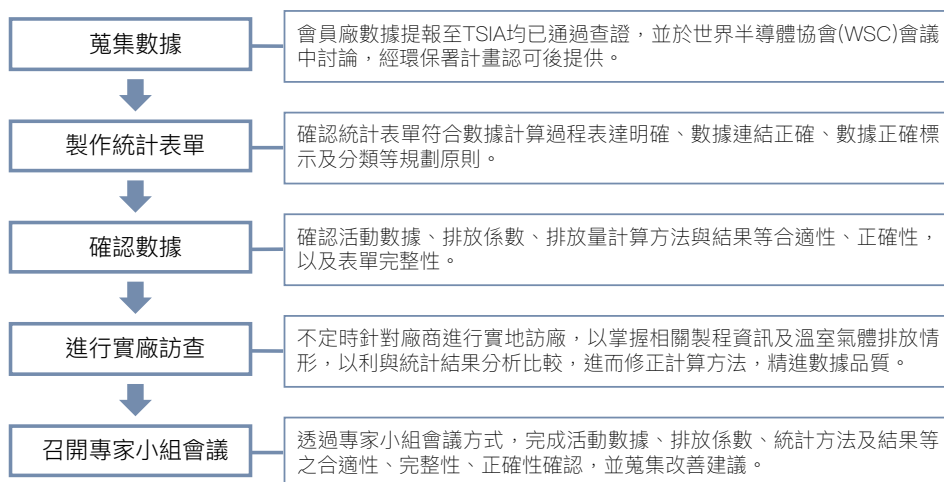 蒐集數據
會員廠數據提報至TSIA均已通過查證，並於世界半導體協會(WSC)會議
中討論，經環保署計畫認可後提供。
製作統計表單
確認統計表單符合數據計算過程表達明確、數據連結正確、數據正確標
示及分類等規劃原則。
確認數據
確認活動數據、排放係數、排放量計算方法與結果等合適性、正確性，
以及表單完整性。
進行實廠訪查
不定時針對廠商進行實地訪廠，以掌握相關製程資訊及溫室氣體排放情
形，以利與統計結果分析比較，進而修正計算方法，精進數據品質。
召開專家小組會議
透過專家小組會議方式，完成活動數據、排放係數、統計方法及結果等
之合適性、完整性、正確性確認，並蒐集改善建議。